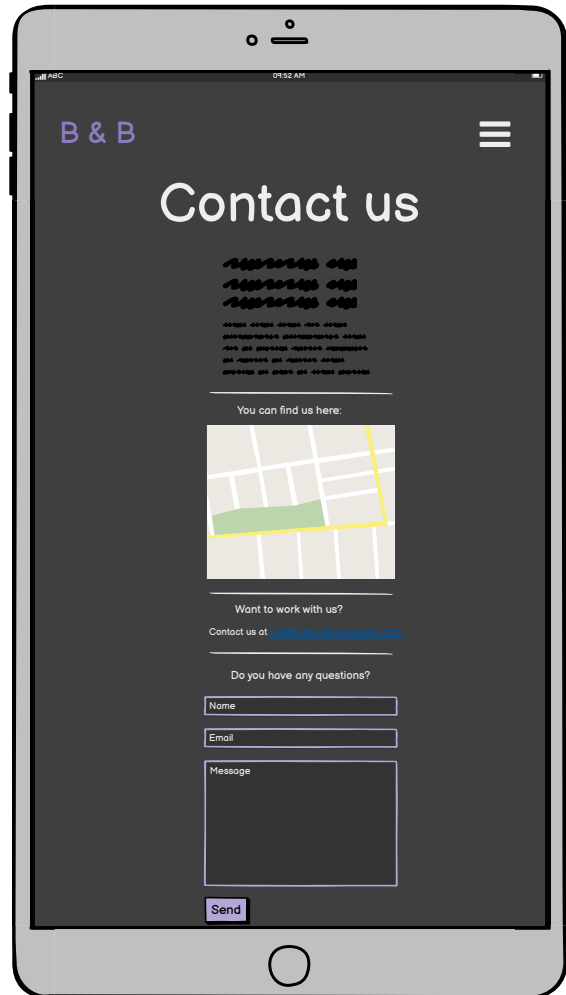 ABC
09:52 AM
B & B
Contact us
You can find us here:
Want to work with us?
Contact us at
Do you have any questions?
Name
Email
Message
Send